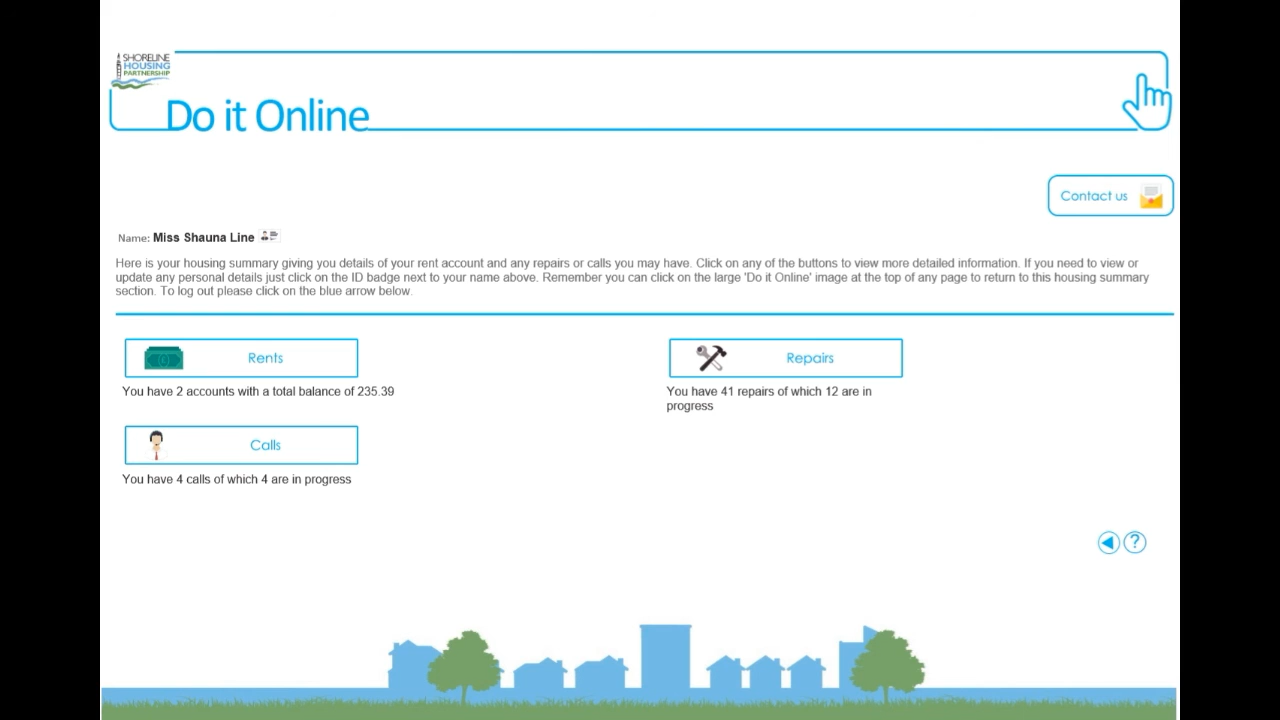 SHORELINE
HOUSING
PARTNERSHIP
Do it Online
Contact us
Name: Miss Shauna Line
Here is your housing summary giving you details of your rent account and any repairs or calls you may have. Click on any of the buttons to view more detailed information. If you need to view or
update any personal details just click on the ID badge next to your name above. Remember you can click on the large 'Do it Online' image at the top of any page to return to this housing summary
section. To log out please click on the blue arrow below.
Rents
You have 2 accounts with a total balance of 235.39
Repairs
You have 41 repairs of which 12 are in
progress
Calls
You have 4 calls of which 4 are in progress
?